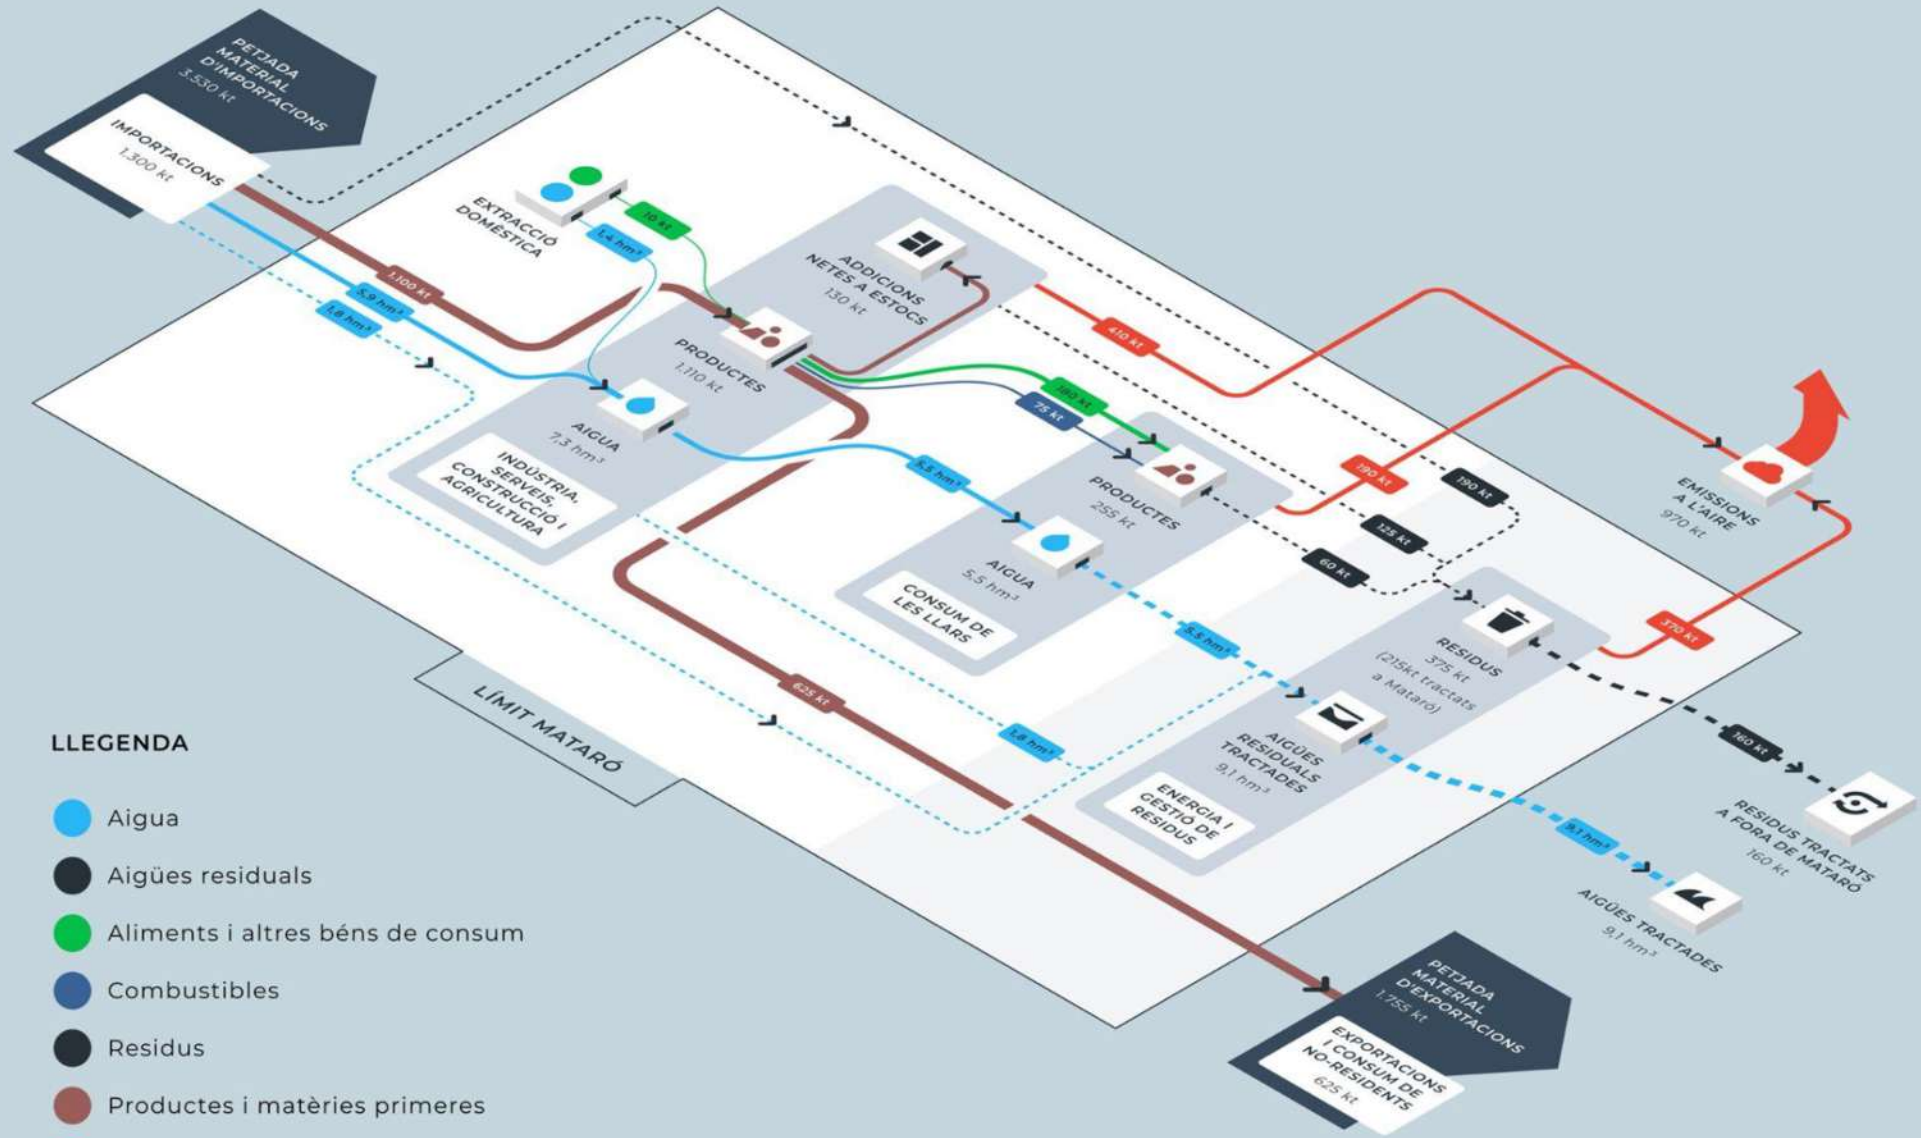 PETJADA
MATERIAL
D'IMPORTACIONS
3.530 kt
IMPORTACIONS
1.300 kt
EXTRACCIÓ
DOMÈSTICA
10 kt
1,4 hm³
1.100 kt
5,9 hm³
1,8 hm³
ADDICIONS
NETES A ESTOCS
130 kt
PRODUCTES
1.110 kt
AIGUA
7,3 hm³
INDÚSTRIA,
SERVEIS,
CONSTRUCCIÓ I
AGRICULTURA
410 kt
180 kt
75 kt
5,5 hm³
PRODUCTES
255 kt
AIGUA
5,5 hm³
CONSUM DE
LES LLARS
190 kt
190 kt
125 kt
60 kt
EMISSIONS
A L'AIRE
970 kt
370 kt
RESIDUS
375 kt
(215kt tractats
a Mataró)
5,5 hm³
AIGÜES
RESIDUALS
TRACTADES
9,1 hm³
ENERGIA I
GESTIÓ DE
RESIDUS
625 kt
1,8 hm³
160 kt
RESIDUS TRACTATS
A FORA DE MATARÓ
160 kt
9,1 hm³
AIGÜES TRACTADES
9,1 hm³
PETJADA
MATERIAL
D'EXPORTACIONS
1.755 kt
EXPORTACIONS
I CONSUM DE
NO-RESIDENTS
625 kt
LÍMIT MATARÓ
LLEGENDA
Aigua
Aigües residuals
Aliments i altres béns de consum
Combustibles
Residus
Productes i matèries primeres